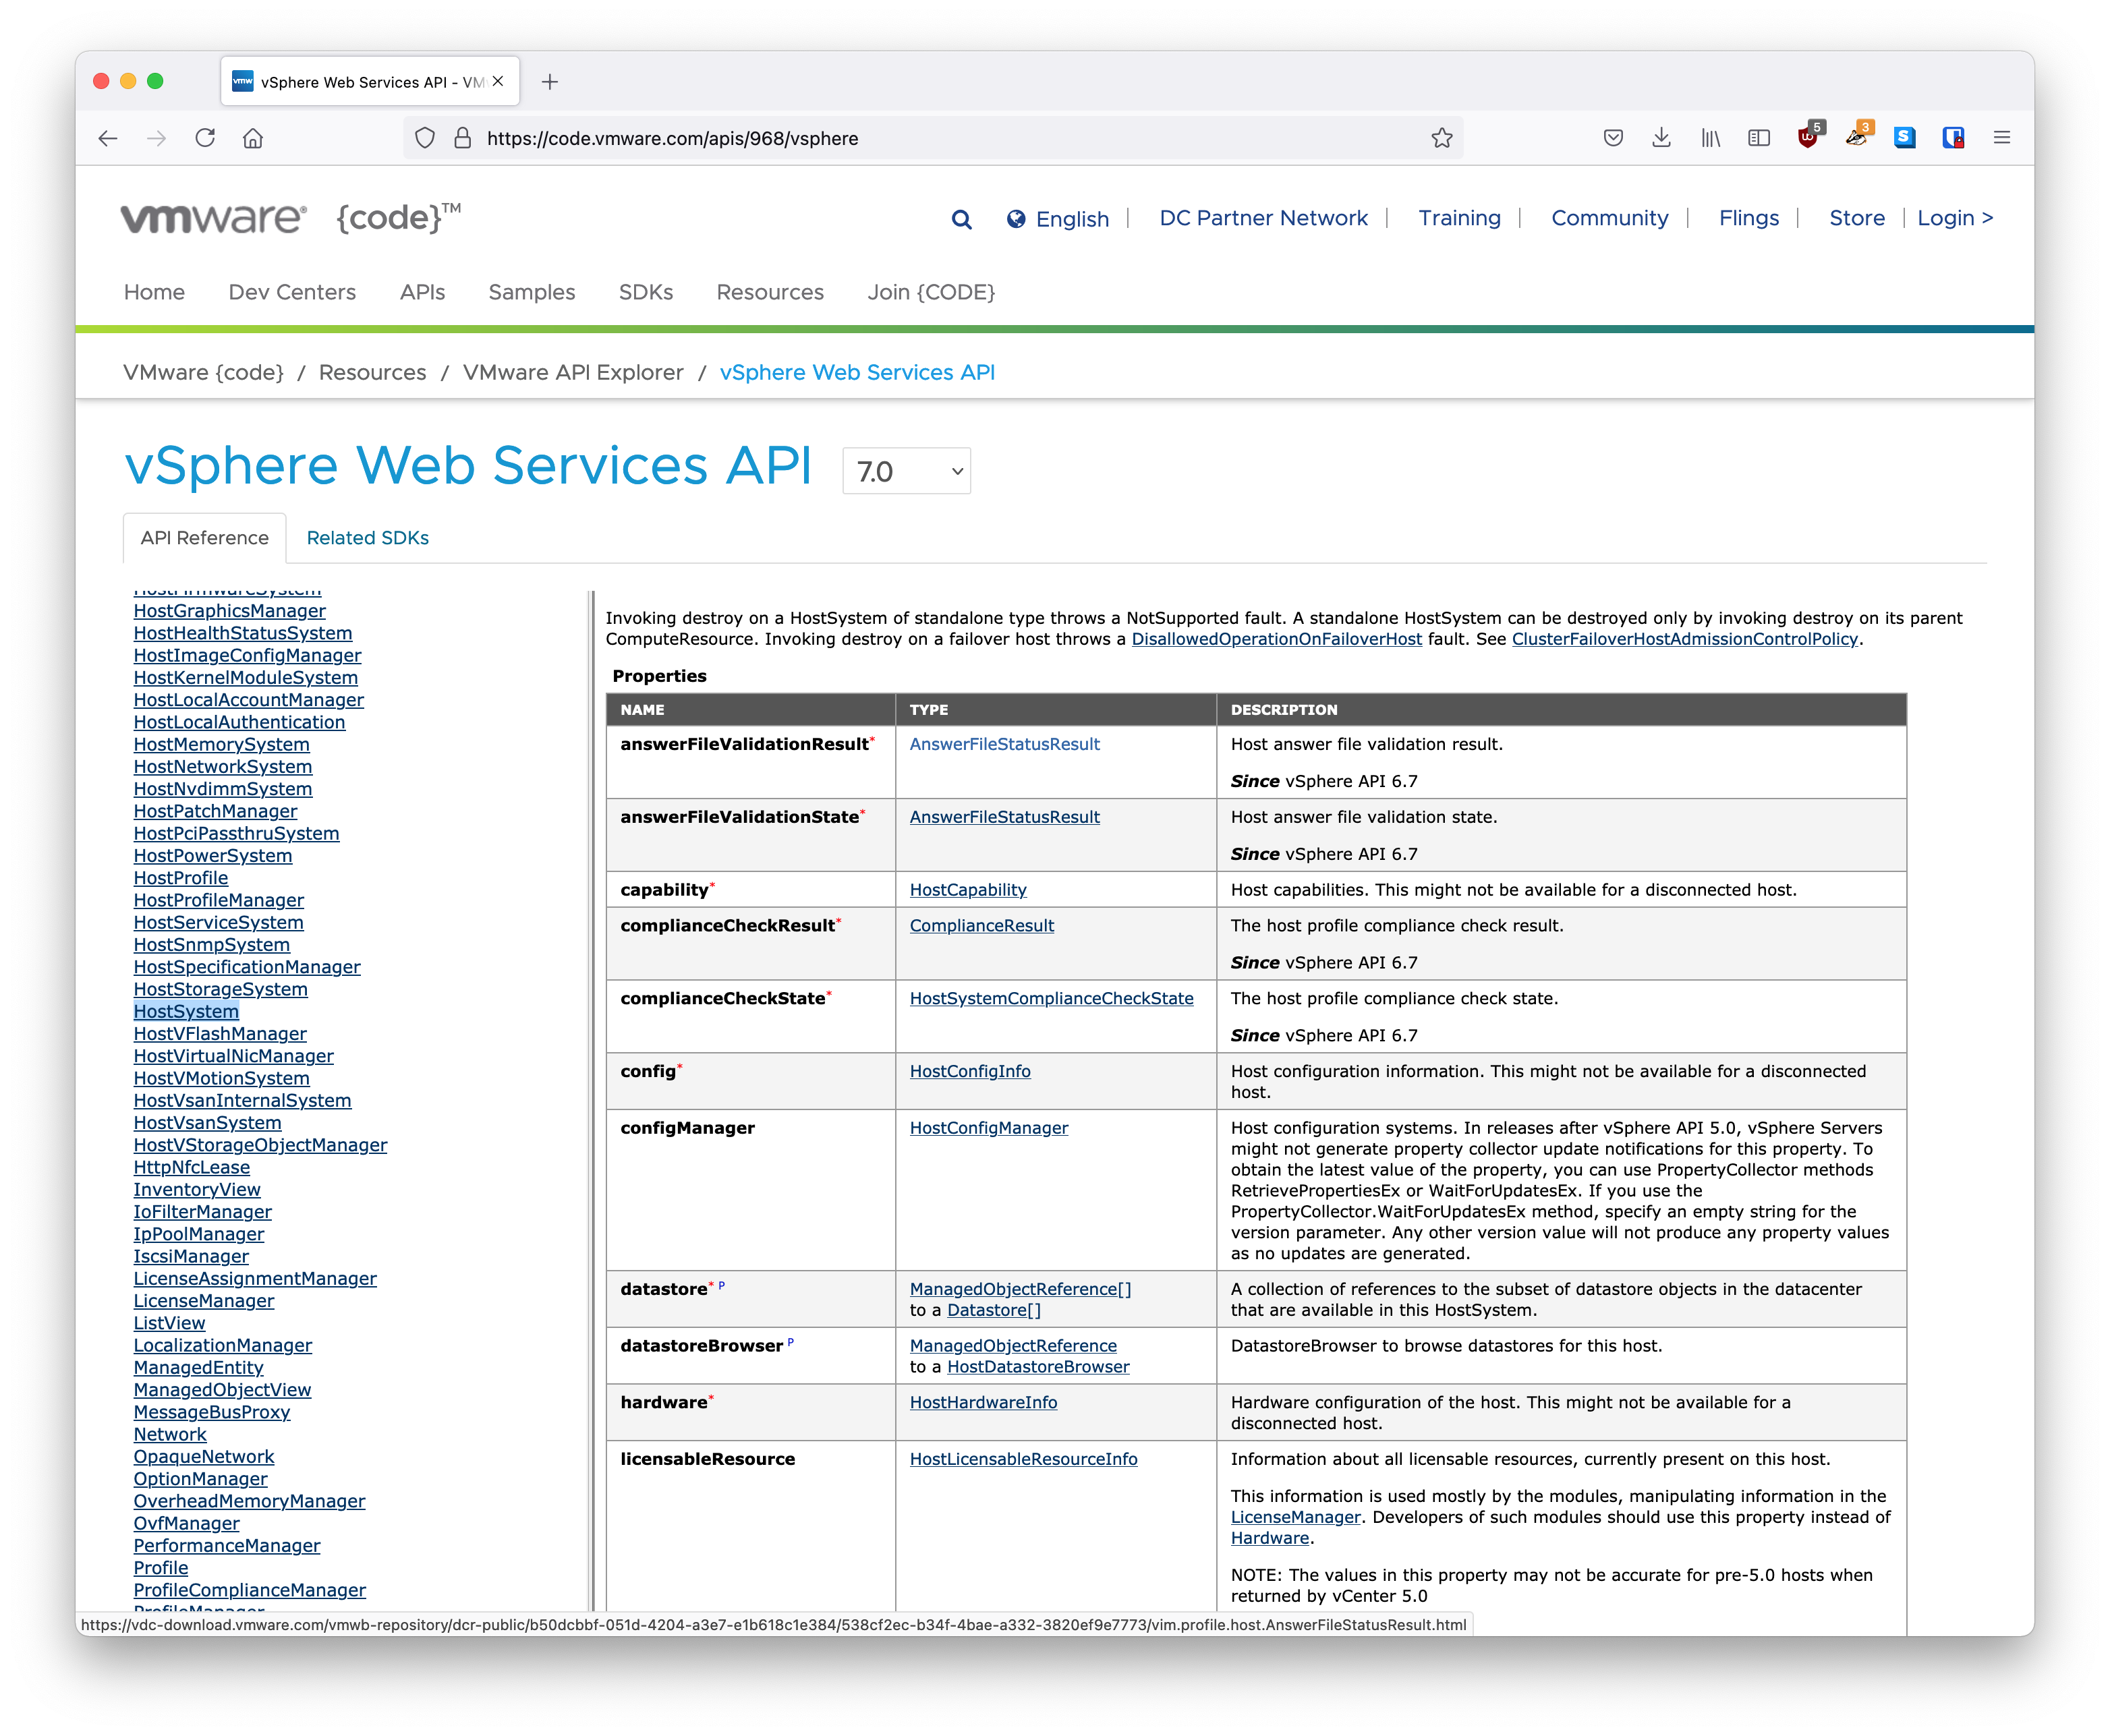 vmw vSphere Web Services API - VM
https://code.vmware.com/apis/968/vsphere
5
3
S
vmware® {code}™
English | DC Partner Network | Training | Community | Flings | Store | Login >
Home Dev Centers APIs Samples SDKs Resources Join {CODE}
VMware {code} / Resources / VMware API Explorer / vSphere Web Services API
vSphere Web Services API 7.0
API Reference Related SDKs
HostFirmwareSystem
HostGraphicsManager
HostHealthStatusSystem
HostImageConfigManager
HostKernelModuleSystem
HostLocalAccountManager
HostLocalAuthentication
HostMemorySystem
HostNetworkSystem
HostNvdimmSystem
HostPatchManager
HostPciPassthruSystem
HostPowerSystem
HostProfile
HostProfileManager
HostServiceSystem
HostSnmpSystem
HostSpecificationManager
HostStorageSystem
HostSystem
HostVFlashManager
HostVirtualNicManager
HostVMotionSystem
HostVsanInternalSystem
HostVsanSystem
HostVStorageObjectManager
HttpNfcLease
InventoryView
IoFilterManager
IpPoolManager
IscsiManager
LicenseAssignmentManager
LicenseManager
ListView
LocalizationManager
ManagedEntity
ManagedObjectView
MessageBusProxy
Network
OpaqueNetwork
OptionManager
OverheadMemoryManager
OvfManager
PerformanceManager
Profile
ProfileComplianceManager
ProfileManager
Invoking destroy on a HostSystem of standalone type throws a NotSupported fault. A standalone HostSystem can be destroyed only by invoking destroy on its parent
ComputeResource. Invoking destroy on a failover host throws a DisallowedOperationOnFailoverHost fault. See ClusterFailoverHostAdmissionControlPolicy.
Properties
NAME TYPE DESCRIPTION
answerFileValidationResult* AnswerFileStatusResult Host answer file validation result.
Since vSphere API 6.7
answerFileValidationState* AnswerFileStatusResult Host answer file validation state.
Since vSphere API 6.7
capability* HostCapability Host capabilities. This might not be available for a disconnected host.
complianceCheckResult* ComplianceResult The host profile compliance check result.
Since vSphere API 6.7
complianceCheckState* HostSystemComplianceCheckState The host profile compliance check state.
Since vSphere API 6.7
config* HostConfigInfo Host configuration information. This might not be available for a disconnected
host.
configManager HostConfigManager Host configuration systems. In releases after vSphere API 5.0, vSphere Servers
might not generate property collector update notifications for this property. To
obtain the latest value of the property, you can use PropertyCollector methods
RetrievePropertiesEx or WaitForUpdatesEx. If you use the
PropertyCollector.WaitForUpdatesEx method, specify an empty string for the
version parameter. Any other version value will not produce any property values
as no updates are generated.
datastore* P ManagedObjectReference[] A collection of references to the subset of datastore objects in the datacenter
to a Datastore[] that are available in this HostSystem.
datastoreBrowser P ManagedObjectReference DatastoreBrowser to browse datastores for this host.
to a HostDatastoreBrowser
hardware* HostHardwareInfo Hardware configuration of the host. This might not be available for a
disconnected host.
licensableResource HostLicensableResourceInfo Information about all licensable resources, currently present on this host.
This information is used mostly by the modules, manipulating information in the
LicenseManager. Developers of such modules should use this property instead of
Hardware.
NOTE: The values in this property may not be accurate for pre-5.0 hosts when
returned by vCenter 5.0
https://vdc-download.vmware.com/vmwb-repository/dcr-public/b50dcbbf-051d-4204-a3e7-e1b618c1e384/538cf2ec-b34f-4bae-a332-3820ef9e7773/vim.profile.host.AnswerFileStatusResult.html